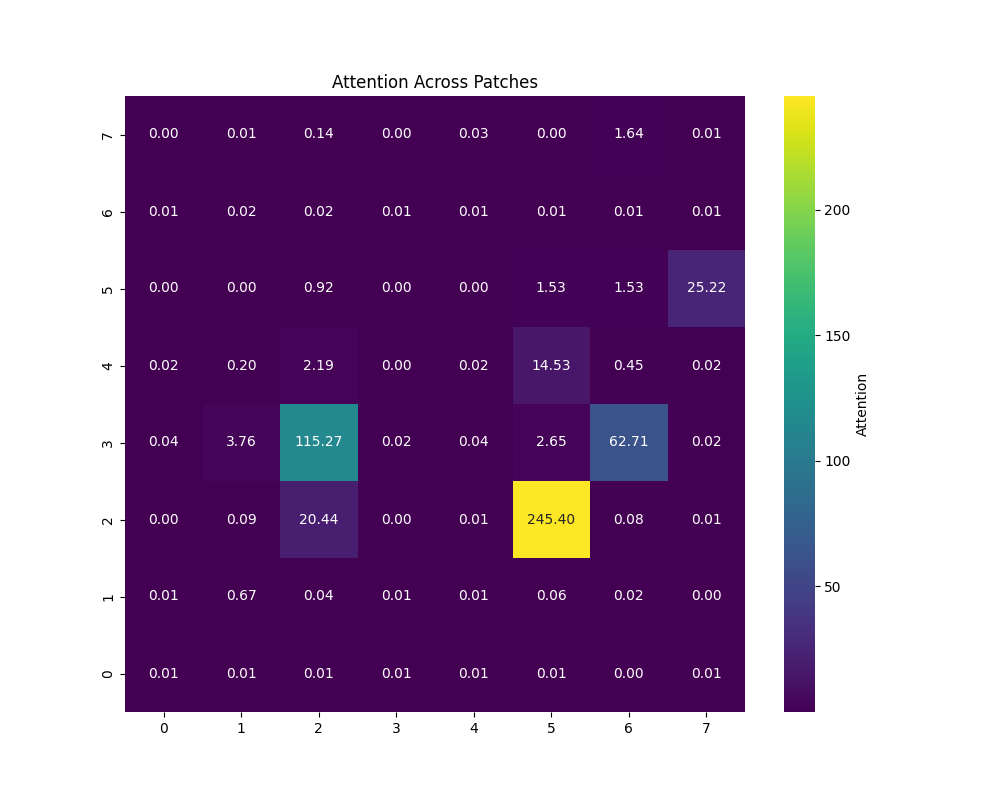 Attention Across Patches
7 0.00 0.01 0.14 0.00 0.03 0.00 1.64 0.01
6 0.01 0.02 0.02 0.01 0.01 0.01 0.01 0.01
5 0.00 0.00 0.92 0.00 0.00 1.53 1.53 25.22
4 0.02 0.20 2.19 0.00 0.02 14.53 0.45 0.02
3 0.04 3.76 115.27 0.02 0.04 2.65 62.71 0.02
2 0.00 0.09 20.44 0.00 0.01 245.40 0.08 0.01
1 0.01 0.67 0.04 0.01 0.01 0.06 0.02 0.00
0 0.01 0.01 0.01 0.01 0.01 0.01 0.00 0.01
0 1 2 3 4 5 6 7
200
150
100
50
Attention